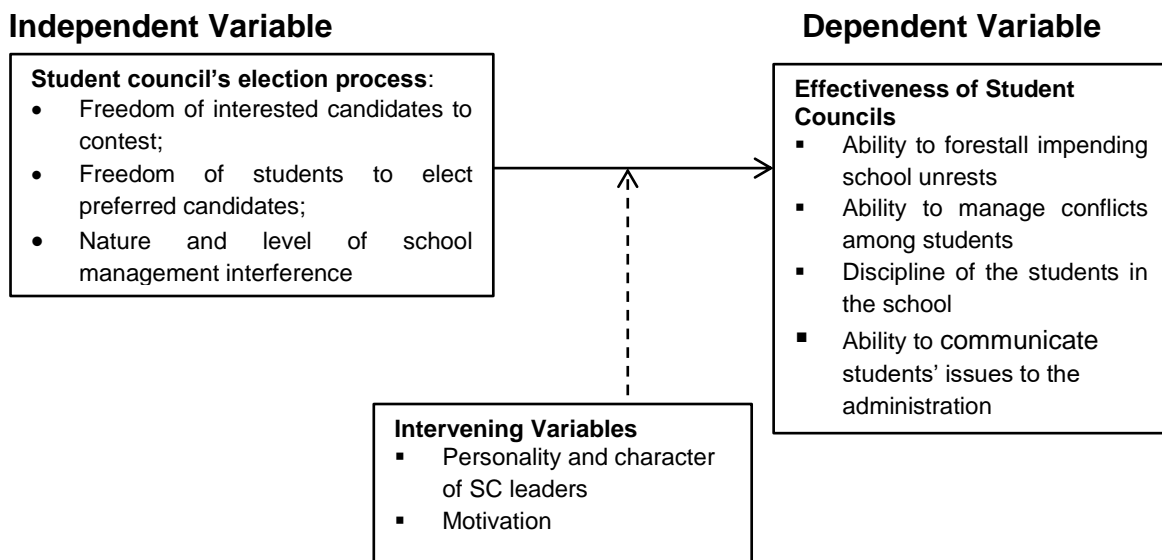 Independent Variable
Student council’s election process:
• Freedom of interested candidates to
contest;
• Freedom of students to elect
preferred candidates;
• Nature and level of school
management interference
Dependent Variable
Effectiveness of Student
Councils
▪ Ability to forestall impending
school unrests
▪ Ability to manage conflicts
among students
▪ Discipline of the students in
the school
▪ Ability to communicate
students’ issues to the
administration
Intervening Variables
▪ Personality and character
of SC leaders
▪ Motivation